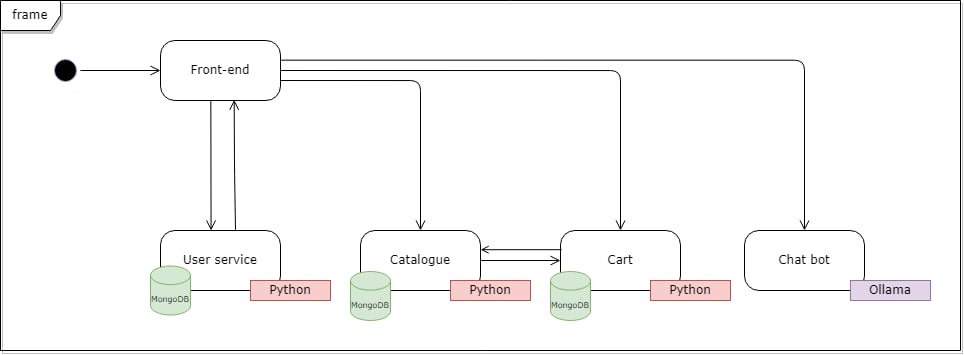 frame
Front-end
User service
Catalogue
Cart
Chat bot
MongoDB
Python
MongoDB
Python
MongoDB
Python
Ollama